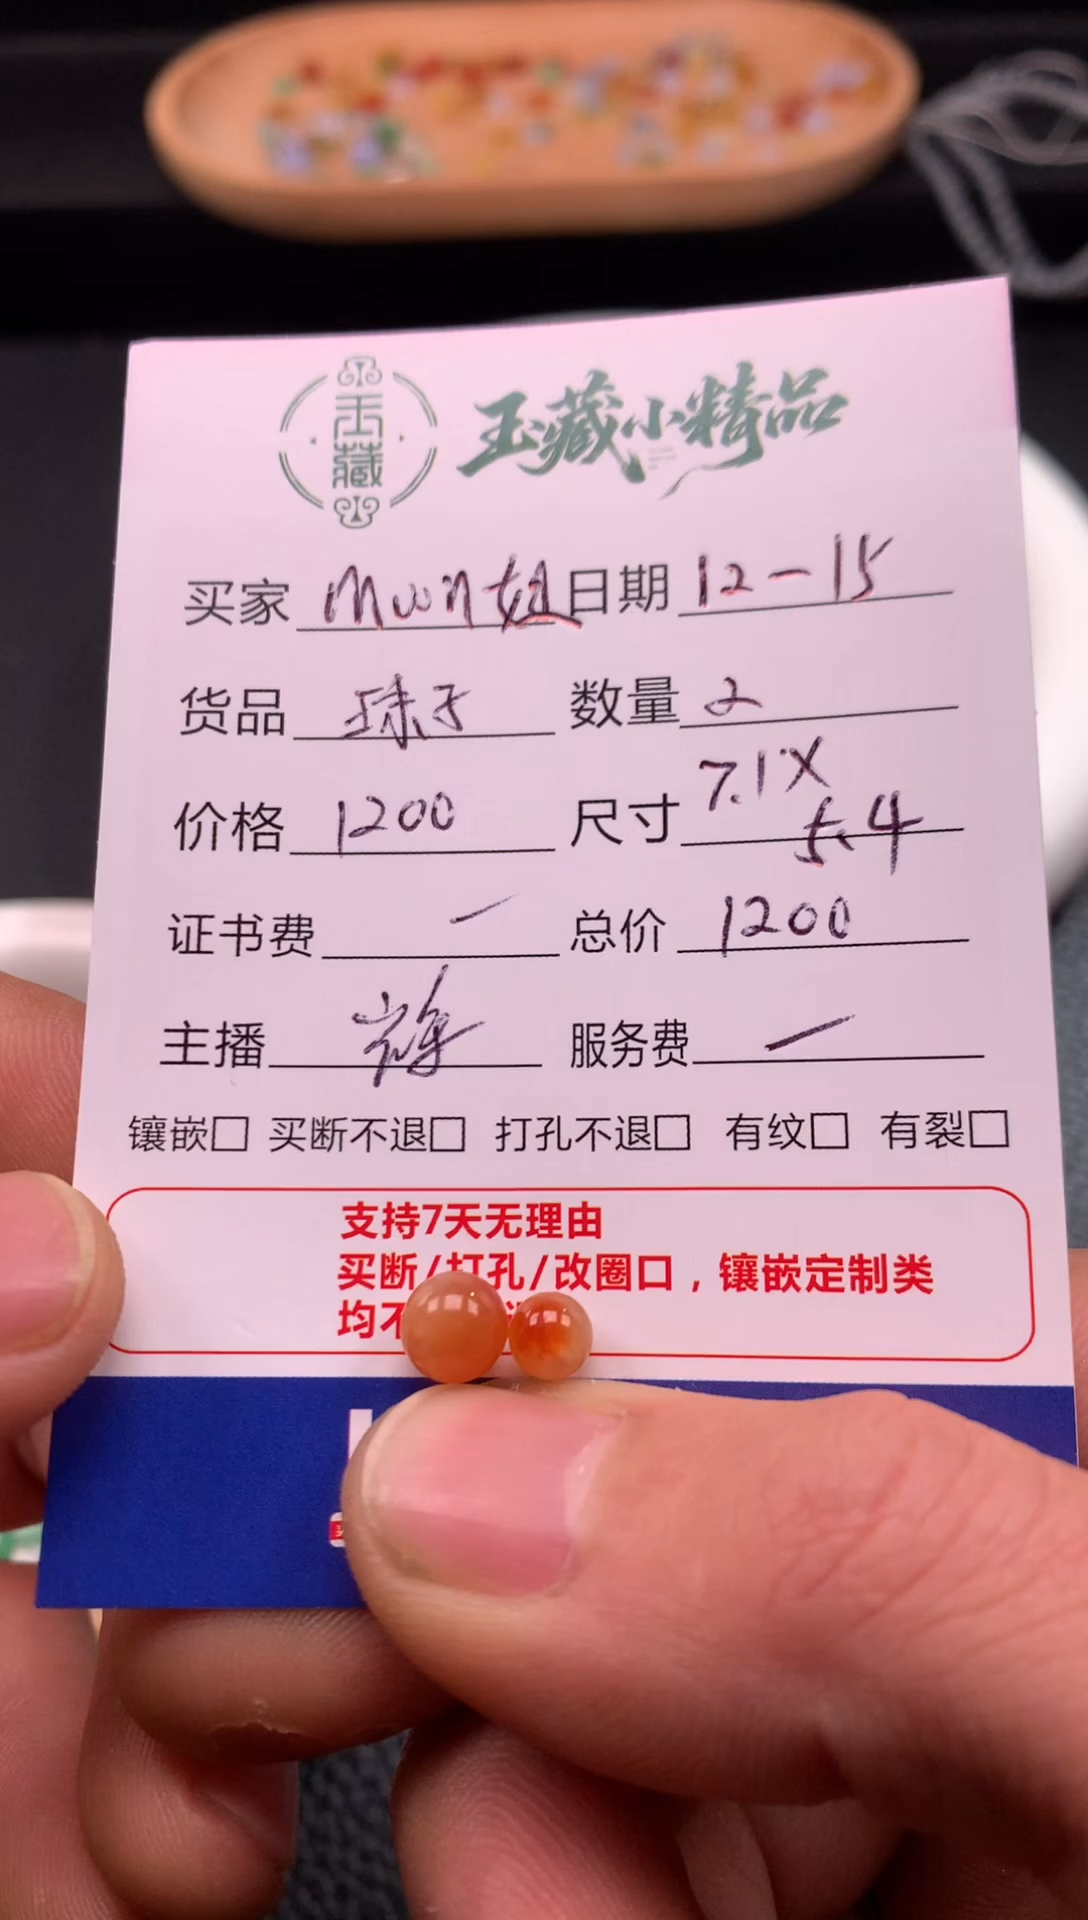 玉藏
玉藏小精品
买家 Moon姐 日期 12-15
货品 珠子 数量 2
价格 1200 尺寸 7.1X
5.4
证书费 — 总价 1200
主播 服务费 —
镶嵌□ 买断不退□ 打孔不退□ 有纹□ 有裂□
支持7天无理由
买断/打孔/改圈口，镶嵌定制类
均不